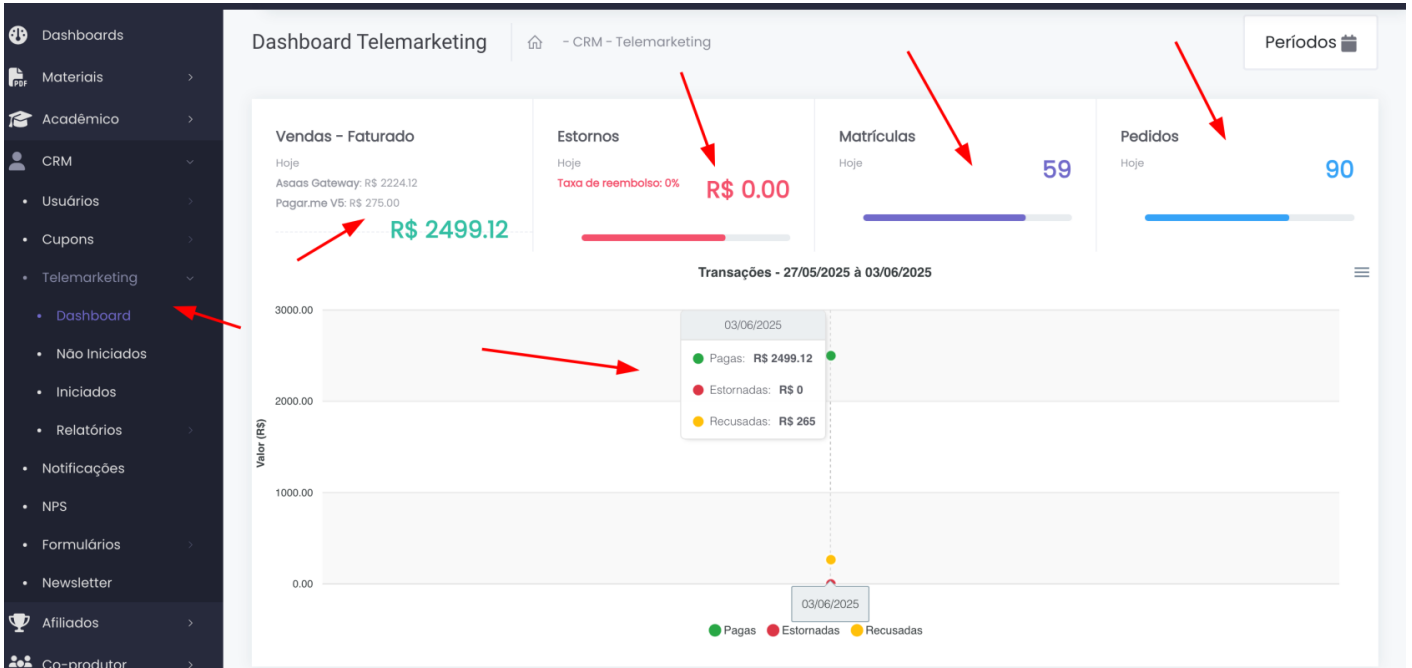 Dashboards
Materiais
Acadêmico
CRM
Usuários
Cupons
Telemarketing
Dashboard
Não Iniciados
Iniciados
Relatórios
Notificações
NPS
Formulários
Newsletter
Afiliados
Co-produtor
PDF
Dashboard Telemarketing
- CRM - Telemarketing
Períodos
Vendas - Faturado
Hoje
Asaas Gateway: R$ 2224.12
Pagar.me V5: R$ 275.00
R$ 2499.12
Estornos
Hoje
Taxa de reembolso: 0%
R$ 0.00
Matrículas
Hoje
59
Pedidos
Hoje
90
Transações - 27/05/2025 à 03/06/2025
Valor (R$)
3000.00
2000.00
1000.00
0.00
03/06/2025
Pagas: R$ 2499.12
Estornadas: R$ 0
Recusadas: R$ 265
03/06/2025
Pagas Estornadas Recusadas